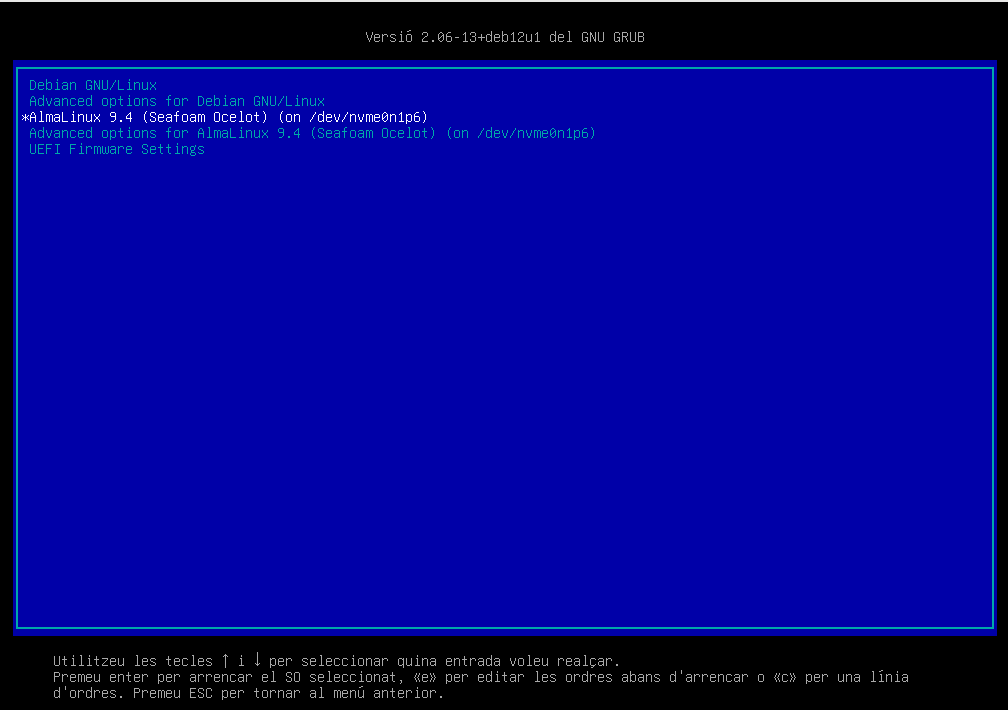 Versió 2.06-13+deb12u1 del GNU GRUB
Debian GNU/Linux
Advanced options for Debian GNU/Linux
*AlmaLinux 9.4 (Seafoam Ocelot) (on /dev/nvme0n1p6)
Advanced options for AlmaLinux 9.4 (Seafoam Ocelot) (on /dev/nvme0n1p6)
UEFI Firmware Settings
Utilitzeu les tecles ↑ i ↓ per seleccionar quina entrada voleu realçar.
Premeu enter per arrencar el SO seleccionat, «e» per editar les ordres abans d'arrencar o «c» per una línia
d'ordres. Premeu ESC per tornar al menú anterior.